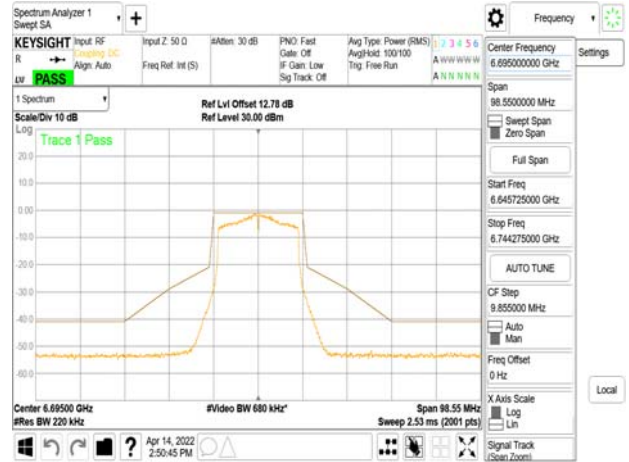 Spectrum Analyzer 1
Swept SA
+
Frequency
KEYSIGHT Input: RF Input Z: 50 Ω #Atten: 30 dB PNO: Fast Avg Type: Power (RMS) 1 2 3 4 5 6
R Coupling: DC Gate: Off Avg|Hold: 100/100 A W W W W W
Align: Auto Freq Ref: Int (S) IF Gain: Low Trig: Free Run
LU PASS Sig Track: Off A N N N N N
1 Spectrum
Ref Lvl Offset 12.78 dB
Scale/Div 10 dB Ref Level 30.00 dBm
Log
Trace 1 Pass
20.0
10.0
0.00
-10.0
-20.0
-30.0
-40.0
-50.0
-60.0
Center 6.69500 GHz #Video BW 680 kHz* Span 98.55 MHz
#Res BW 220 kHz Sweep 2.53 ms (2001 pts)
Apr 14, 2022
2:50:45 PM
?
Center Frequency
6.695000000 GHz
Settings
Span
98.5500000 MHz
Swept Span
Zero Span
Full Span
Start Freq
6.645725000 GHz
Stop Freq
6.744275000 GHz
AUTO TUNE
CF Step
9.855000 MHz
Auto
Man
Freq Offset
0 Hz
X Axis Scale
Log
Lin
Local
Signal Track
(Span Zoom)